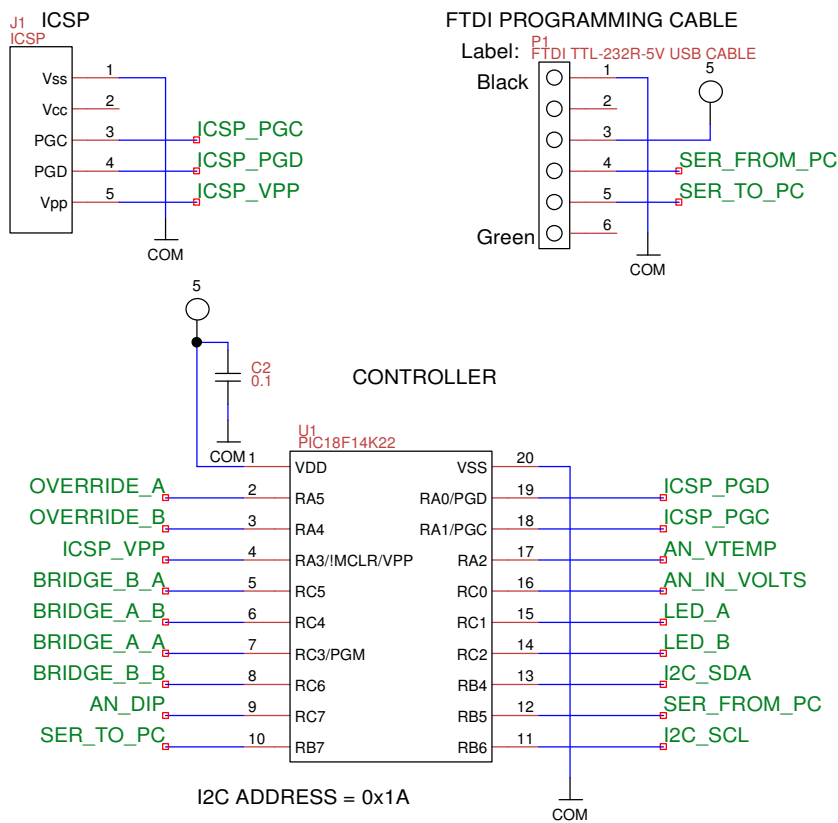 ICSP
J1
ICSP
Vss 1
Vcc 2
PGC 3 ICSP_PGC
PGD 4 ICSP_PGD
Vpp 5 ICSP_VPP
COM
FTDI PROGRAMMING CABLE
P1
Label: FTDI TTL-232R-5V USB CABLE
Black 1 5
2
3
4 SER_FROM_PC
5 SER_TO_PC
Green 6
COM
5
C2
0.1
COM
CONTROLLER
U1
PIC18F14K22
1 VDD VSS 20
OVERRIDE_A 2 RA5 RA0/PGD 19 ICSP_PGD
OVERRIDE_B 3 RA4 RA1/PGC 18 ICSP_PGC
ICSP_VPP 4 RA3/!MCLR/VPP RA2 17 AN_VTEMP
BRIDGE_B_A 5 RC5 RC0 16 AN_IN_VOLTS
BRIDGE_A_B 6 RC4 RC1 15 LED_A
BRIDGE_A_A 7 RC3/PGM RC2 14 LED_B
BRIDGE_B_B 8 RC6 RB4 13 I2C_SDA
AN_DIP 9 RC7 RB5 12 SER_FROM_PC
SER_TO_PC 10 RB7 RB6 11 I2C_SCL
I2C ADDRESS = 0x1A
COM